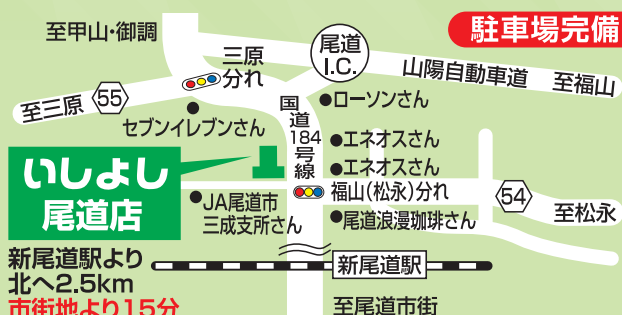 至甲山・御調
駐車場完備
三原
分れ
尾道
I.C.
山陽自動車道
至福山
至三原
55
セブンイレブンさん
国道184号線
ローソンさん
エネオスさん
エネオスさん
いしよし
尾道店
福山(松永)分れ
54
至松永
JA尾道市
三成支所さん
尾道浪漫珈琲さん
新尾道駅より
北へ2.5km
市街地より15分
新尾道駅
至尾道市街